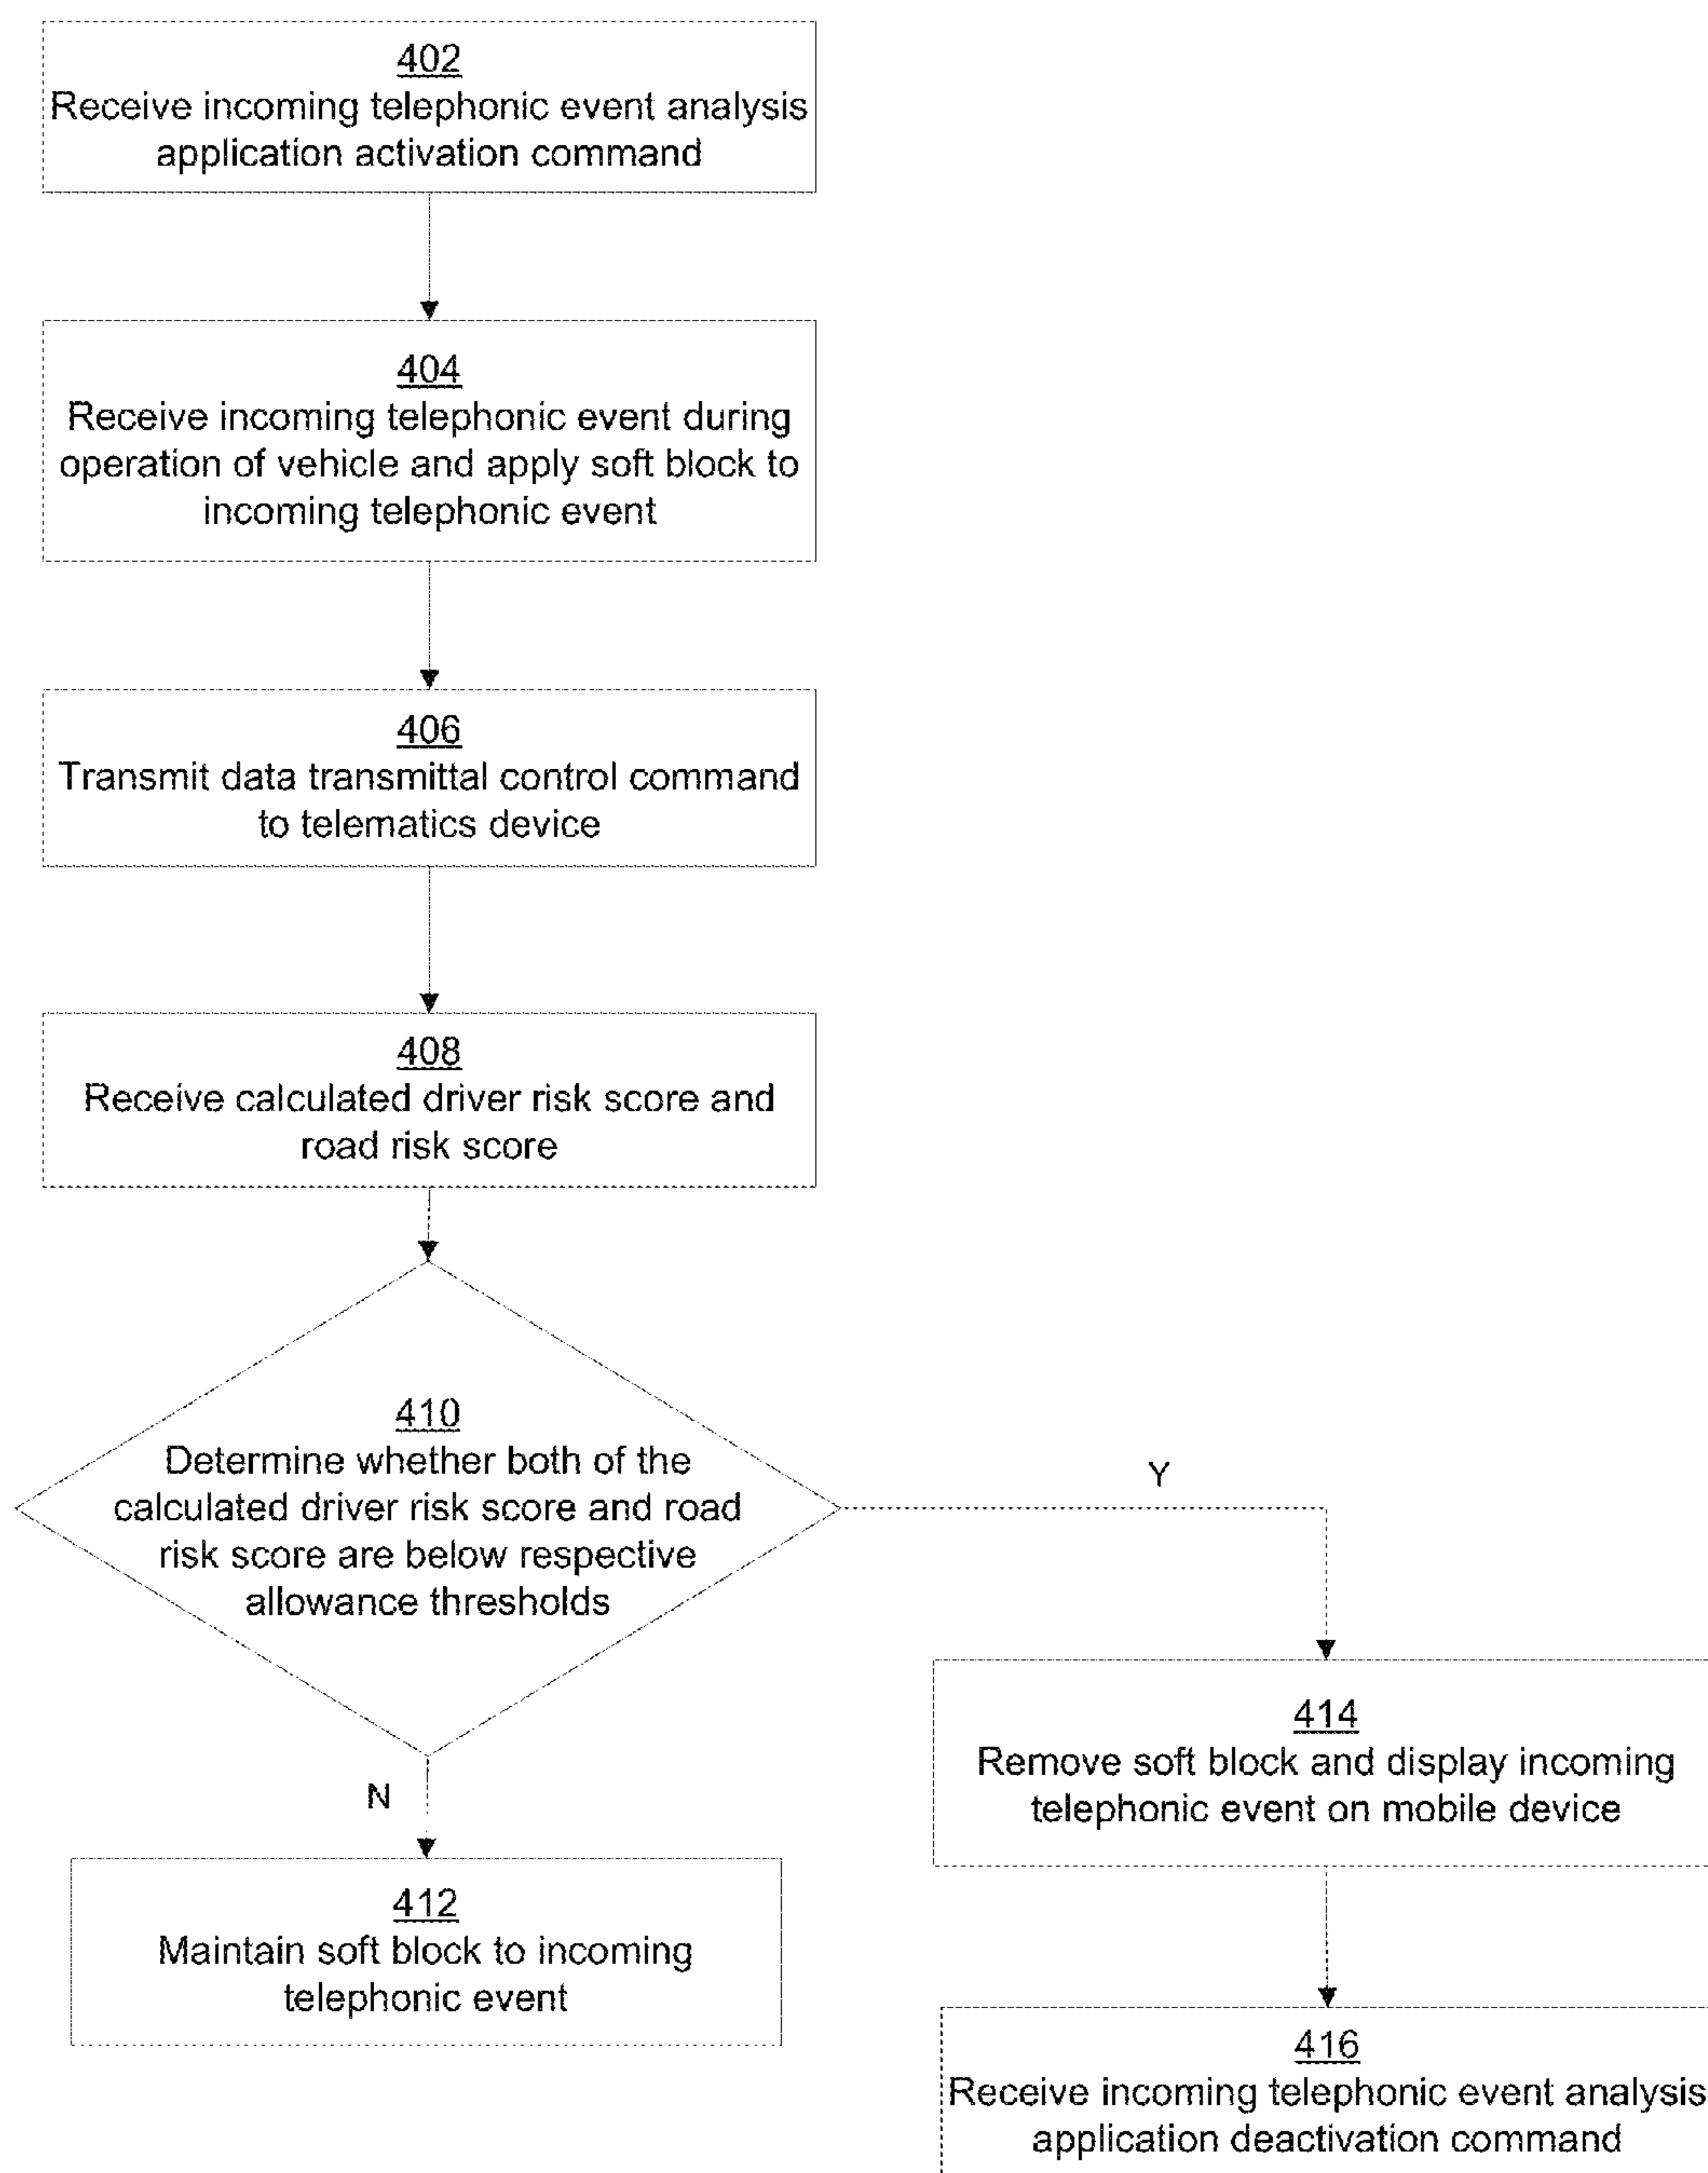 402
Receive incoming telephonic event analysis
application activation command
404
Receive incoming telephonic event during
operation of vehicle and apply soft block to
incoming telephonic event
406
Transmit data transmittal control command
to telematics device
408
Receive calculated driver risk score and
road risk score
410
Determine whether both of the
calculated driver risk score and road
risk score are below respective
allowance thresholds
Y
N
414
Remove soft block and display incoming
telephonic event on mobile device
412
Maintain soft block to incoming
telephonic event
416
Receive incoming telephonic event analysis
application deactivation command